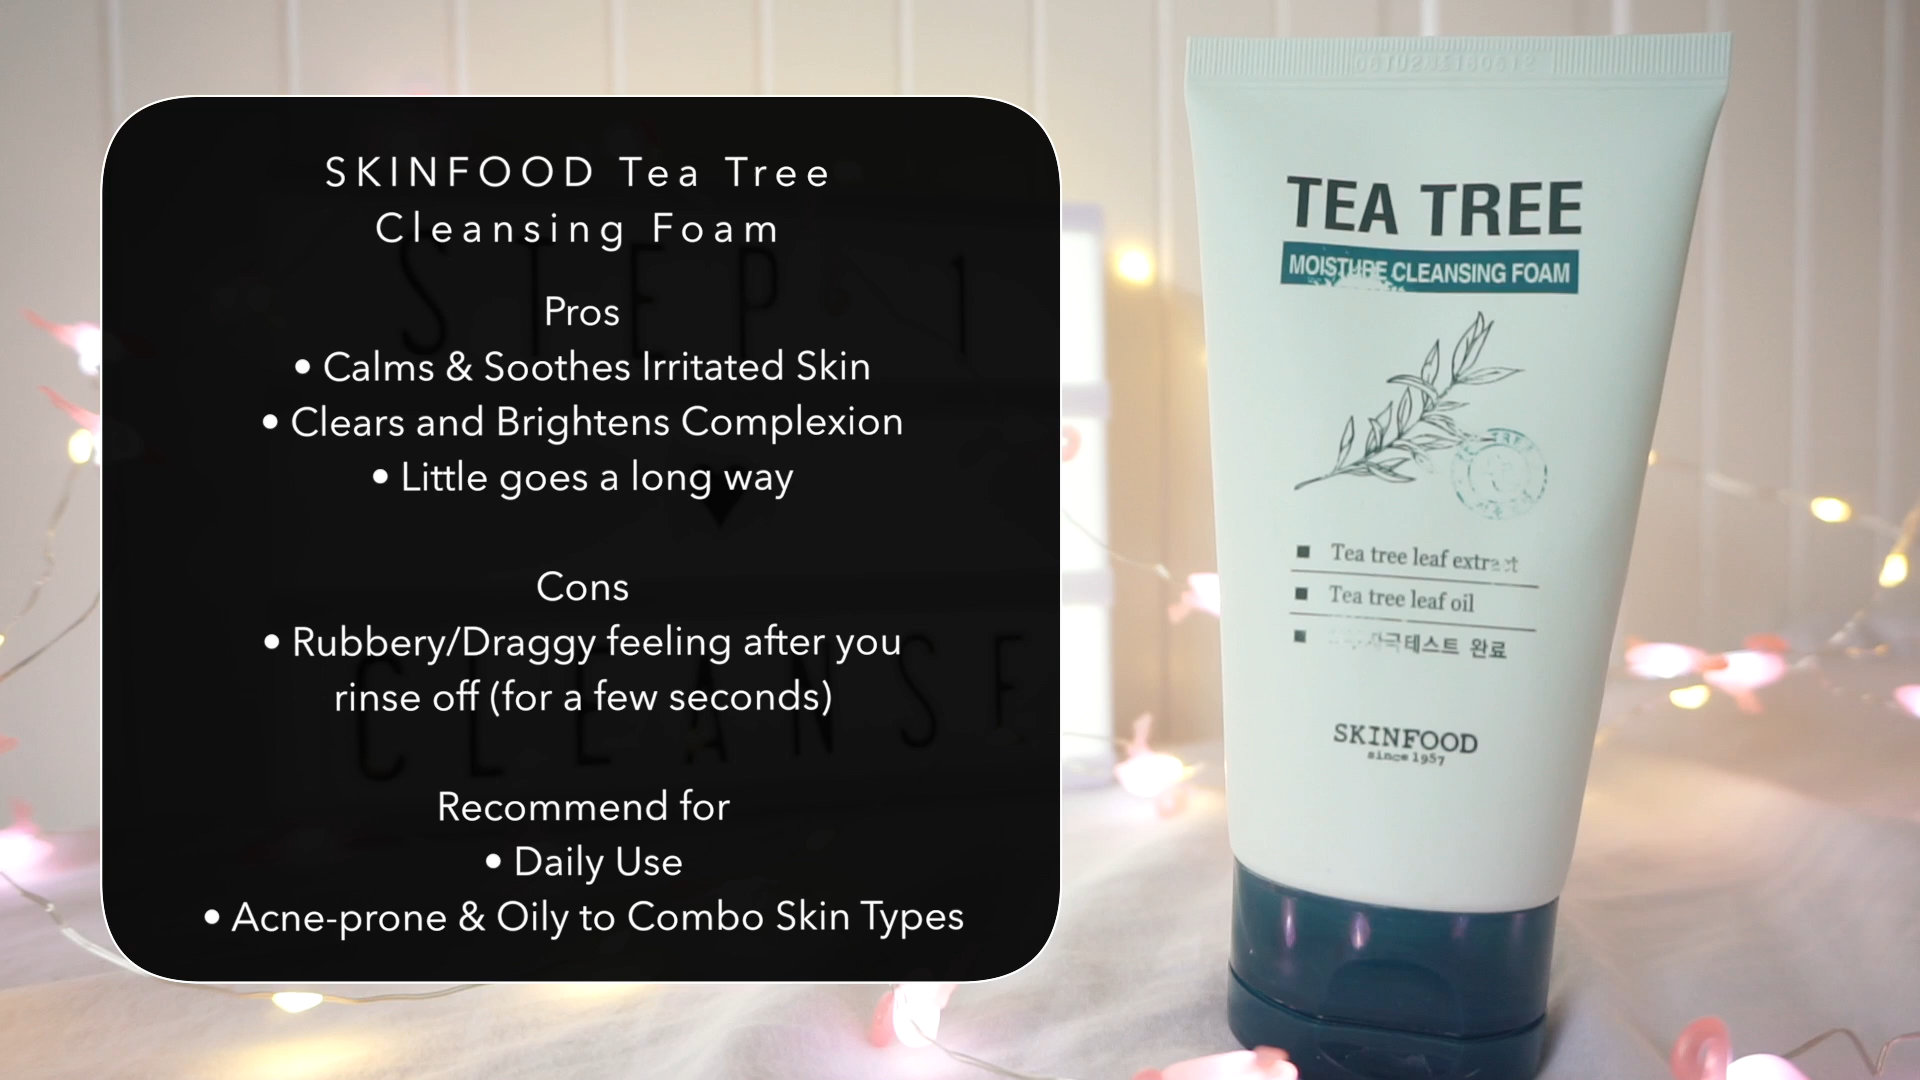 SKINFOOD Tea Tree
Cleansing Foam
Pros
• Calms & Soothes Irritated Skin
• Clears and Brightens Complexion
• Little goes a long way
Cons
• Rubbery/Draggy feeling after you
rinse off (for a few seconds)
Recommend for
• Daily Use
• Acne-prone & Oily to Combo Skin Types
STEP 1
CLEANSE
TEA TREE
MOISTURE CLEANSING FOAM
Tea tree leaf extract
Tea tree leaf oil
완료
SKINFOOD
since 1957